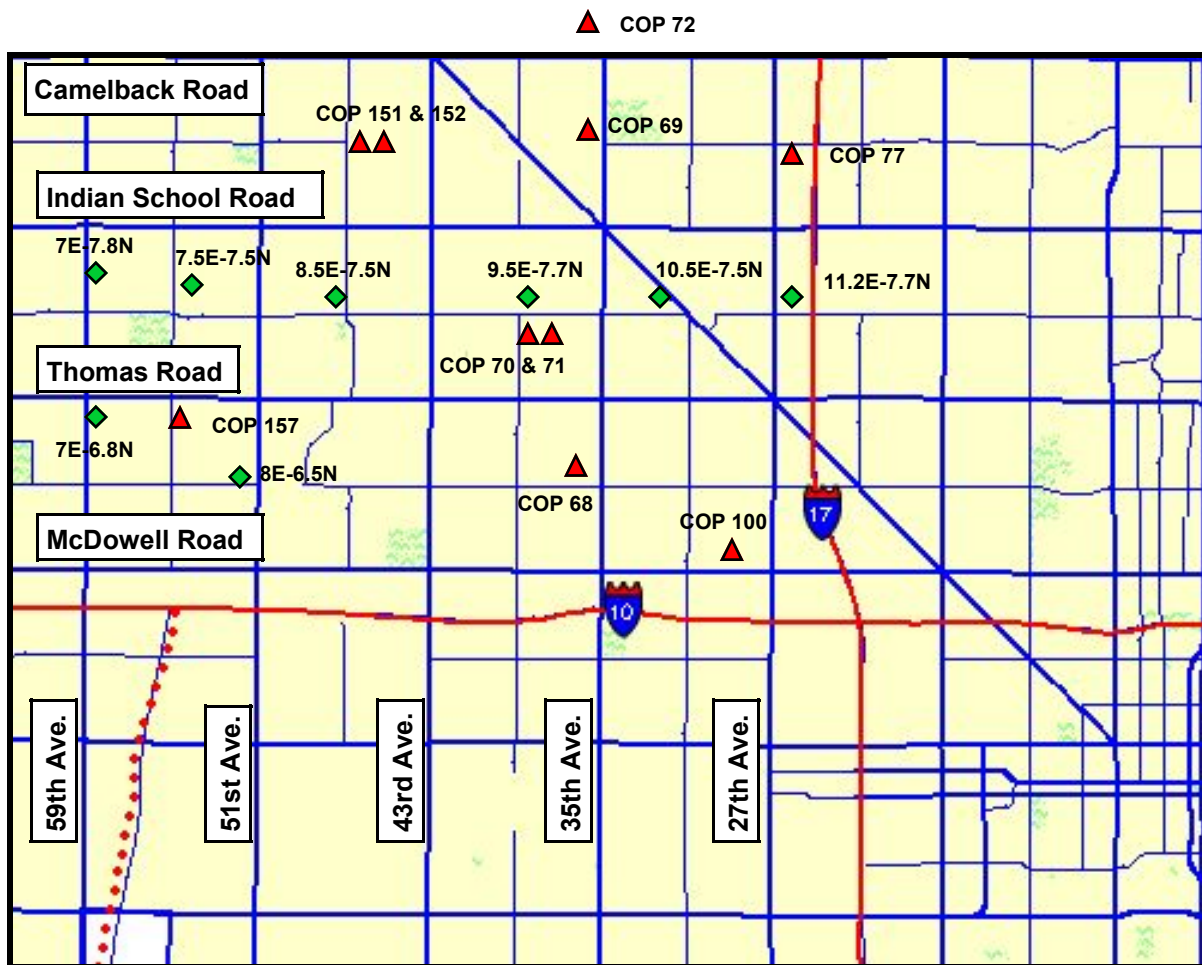 COP 72
Camelback Road
COP 151 & 152
COP 69
COP 77
Indian School Road
7E-7.8N
7.5E-7.5N
8.5E-7.5N
9.5E-7.7N
10.5E-7.5N
11.2E-7.7N
COP 70 & 71
Thomas Road
COP 157
7E-6.8N
8E-6.5N
COP 68
COP 100
17
McDowell Road
10
59th Ave.
51st Ave.
43rd Ave.
35th Ave.
27th Ave.